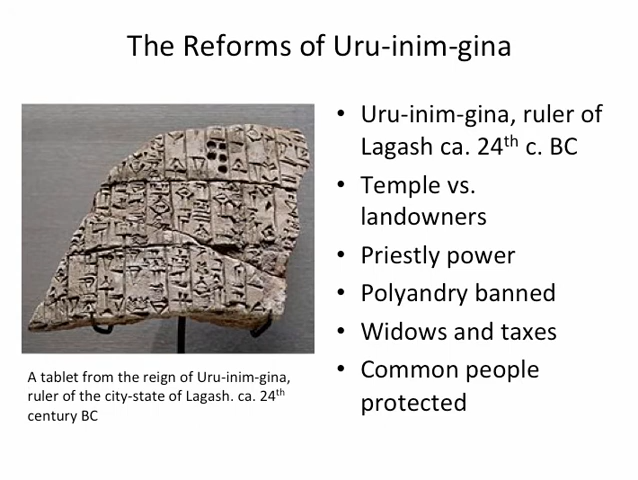 The Reforms of Uru-inim-gina
• Uru-inim-gina, ruler of
Lagash ca. 24th c. BC
• Temple vs.
landowners
• Priestly power
• Polyandry banned
• Widows and taxes
• Common people
protected
A tablet from the reign of Uru-inim-gina,
ruler of the city-state of Lagash. ca. 24th
century BC